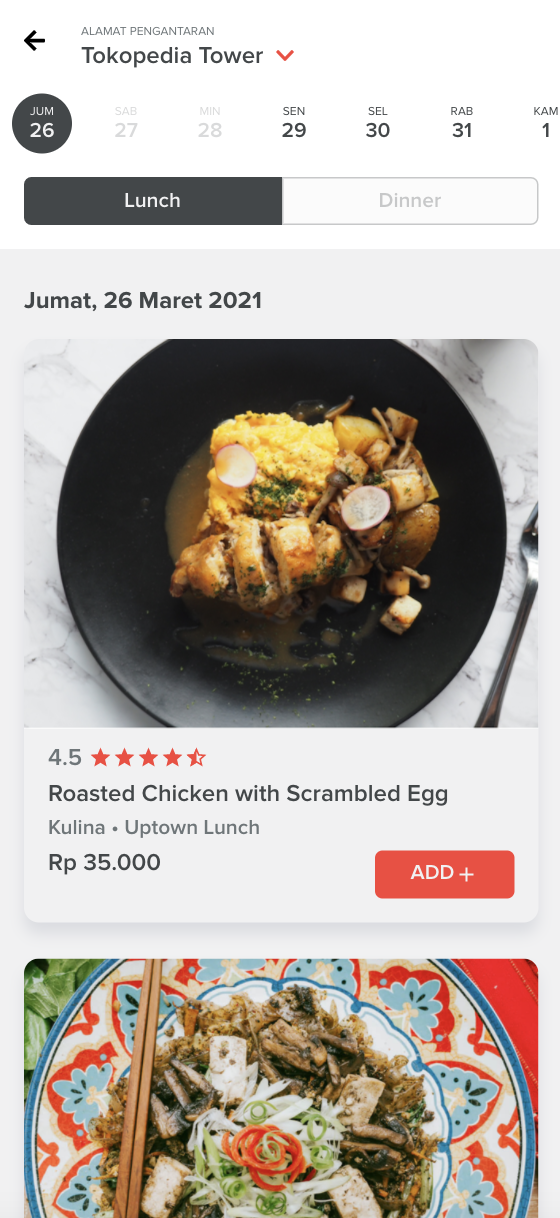 ALAMAT PENGANTARAN
Tokopedia Tower
JUM SAB MIN SEN SEL RAB KAM
26 27 28 29 30 31 1
Lunch Dinner
Jumat, 26 Maret 2021
4.5
Roasted Chicken with Scrambled Egg
Kulina • Uptown Lunch
Rp 35.000
ADD +